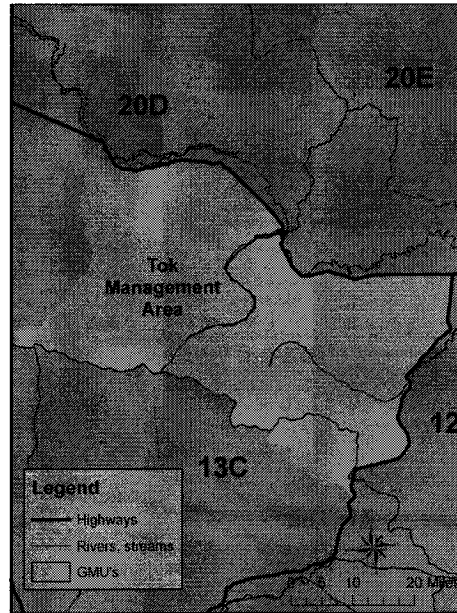 20E
20D
Tok
Management
Area
12
13C
Legend
Highways
Rivers, streams
GMU's
10
20 Miles